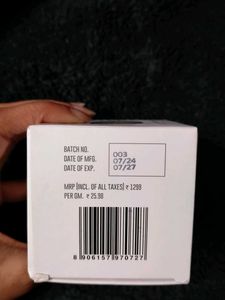 BATCH NO. 003
DATE OF MFG. 07/24
DATE OF EXP. 07/27
MRP (INCL. OF ALL TAXES) ₹ 1299
PER GM. ₹ 25.98
8 906157 970727